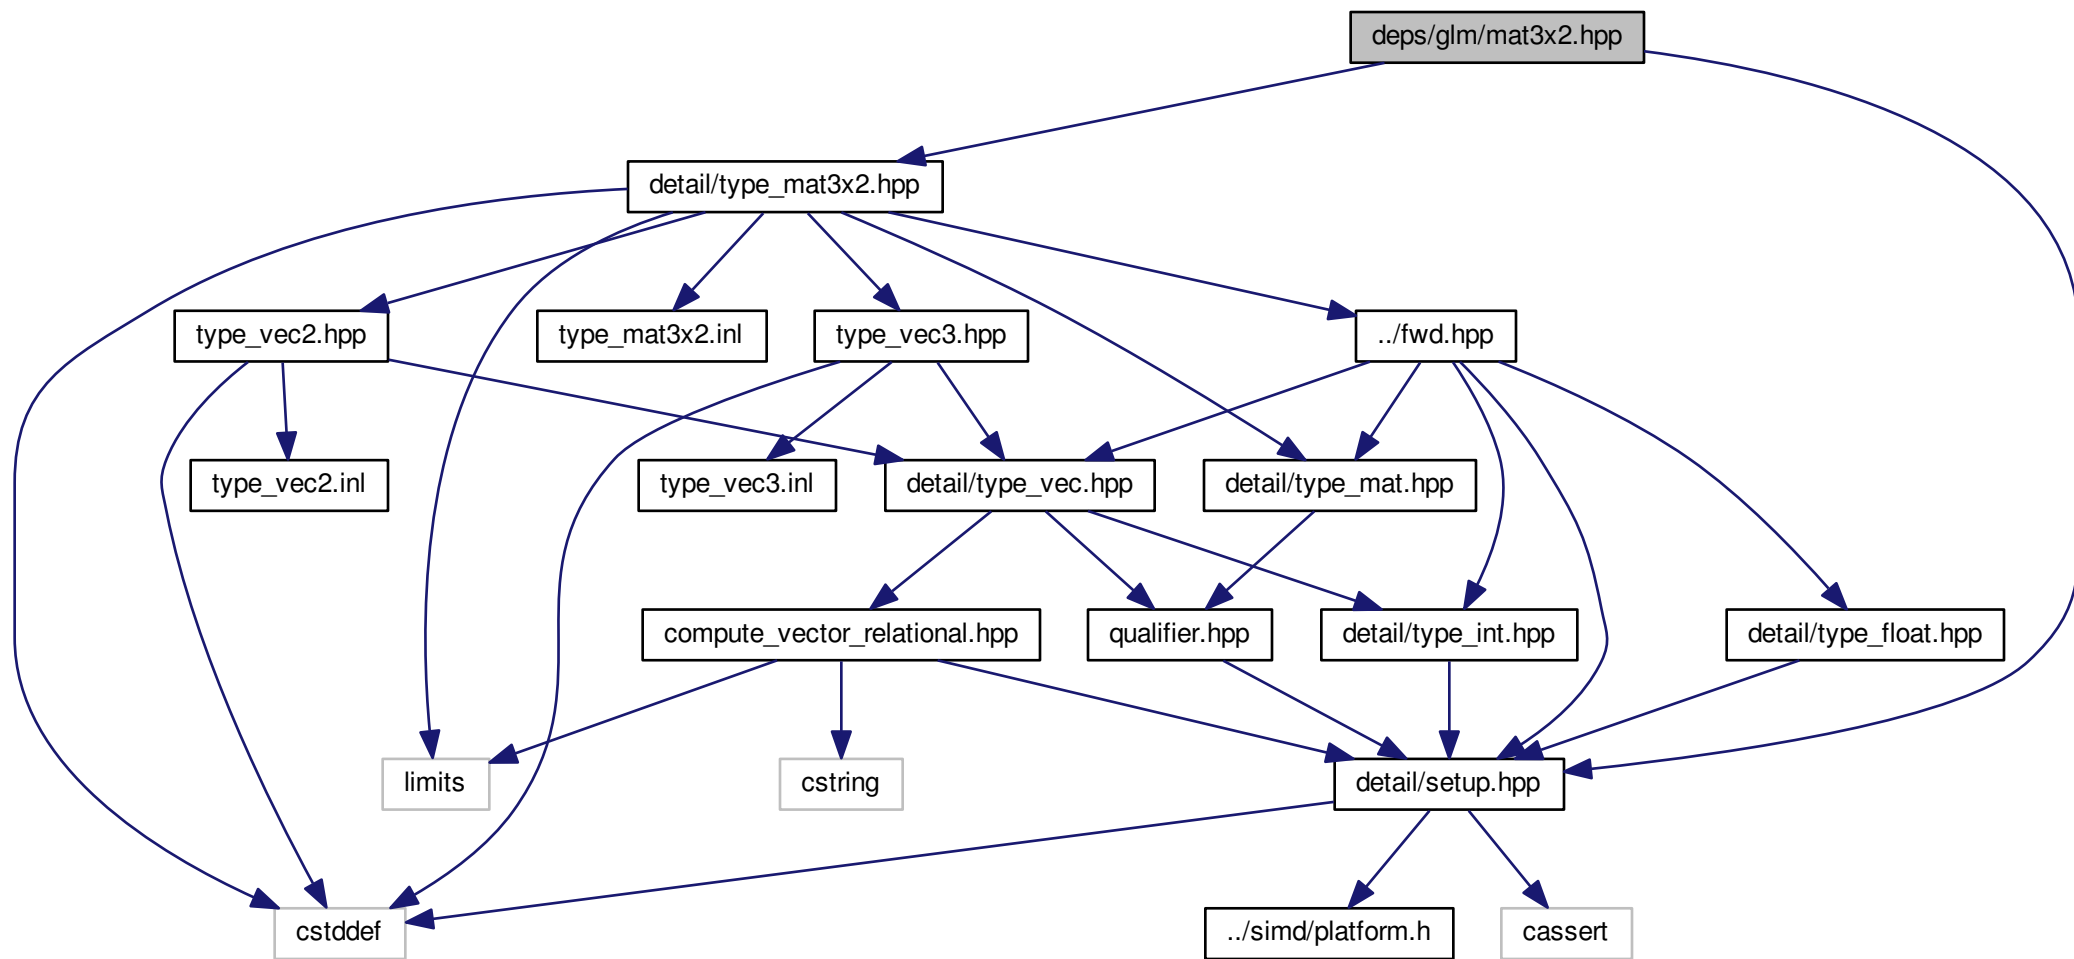 deps/glm/mat3x2.hpp
detail/type_mat3x2.hpp
type_vec2.hpp
type_mat3x2.inl
type_vec3.hpp
../fwd.hpp
type_vec2.inl
type_vec3.inl
detail/type_vec.hpp
detail/type_mat.hpp
compute_vector_relational.hpp
qualifier.hpp
detail/type_int.hpp
detail/type_float.hpp
limits
cstring
detail/setup.hpp
cstddef
../simd/platform.h
cassert